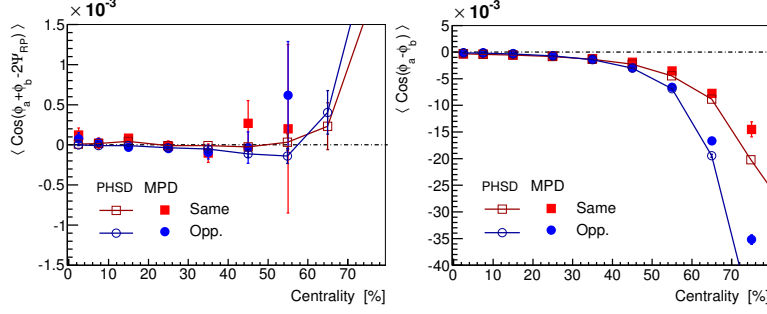 × 10⁻³
⟨ Cos(ϕa+ϕb-2ΨRP) ⟩
1.5
1
0.5
0
−0.5
−1
−1.5
PHSD MPD
Same
Opp.
0 10 20 30 40 50 60 70
Centrality [%]
× 10⁻³
⟨ Cos(ϕa-ϕb) ⟩
5
0
−5
−10
−15
−20
−25
−30
−35
−40
PHSD MPD
Same
Opp.
0 10 20 30 40 50 60 70
Centrality [%]